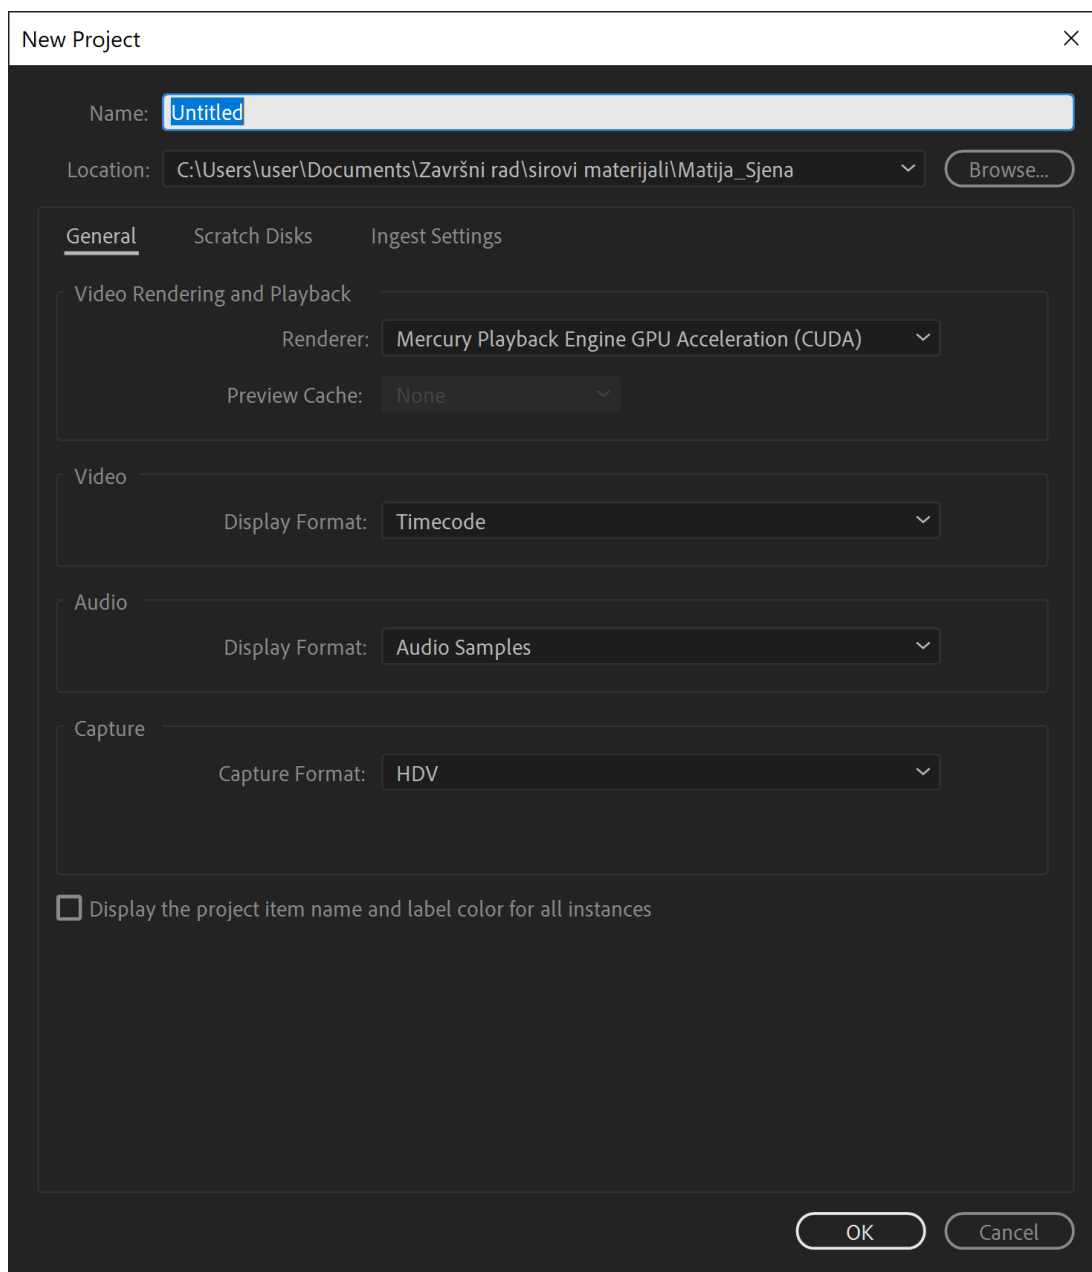 New Project
Name: Untitled
Location: C:\Users\user\Documents\Završni rad\sirovi materijali\Matija_Sjena Browse...
General Scratch Disks Ingest Settings
Video Rendering and Playback
Renderer: Mercury Playback Engine GPU Acceleration (CUDA)
Preview Cache: None
Video
Display Format: Timecode
Audio
Display Format: Audio Samples
Capture
Capture Format: HDV
Display the project item name and label color for all instances
OK Cancel